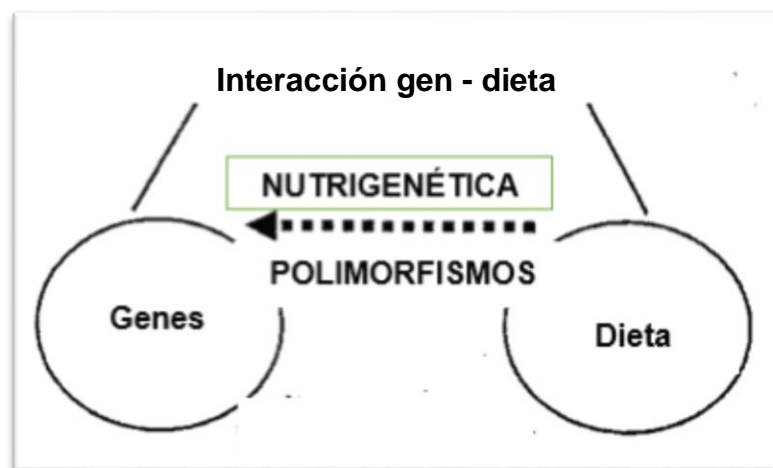 Interacción gen - dieta
NUTRIGENÉTICA
POLIMORFISMOS
Genes
Dieta